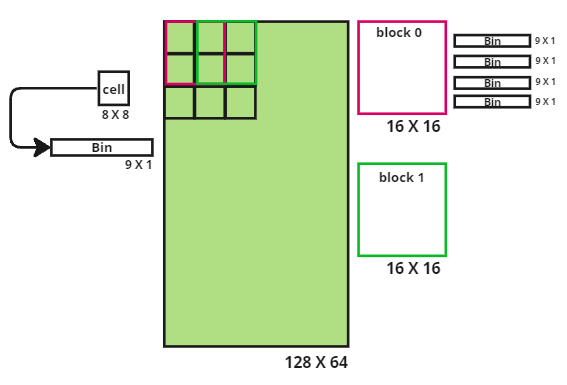 cell
8 X 8
Bin
9 X 1
128 X 64
block 0
16 X 16
Bin 9 X 1
Bin 9 X 1
Bin 9 X 1
Bin 9 X 1
block 1
16 X 16